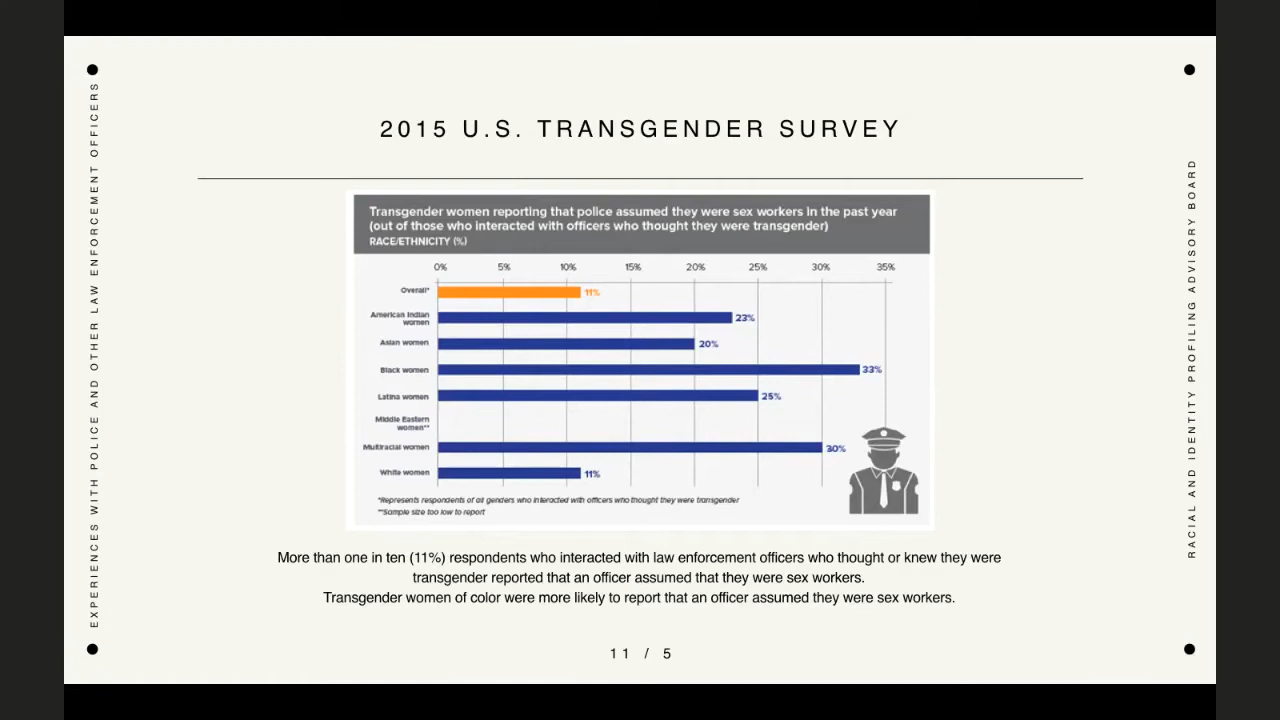 EXPERIENCES WITH POLICE AND OTHER LAW ENFORCEMENT OFFICERS
2015 U.S. TRANSGENDER SURVEY
Transgender women reporting that police assumed they were sex workers in the past year
(out of those who interacted with officers who thought they were transgender)
RACE/ETHNICITY (%)
0% 5% 10% 15% 20% 25% 30% 35%
Overall* 11%
American Indian
women 23%
Asian women 20%
Black women 33%
Latina women 25%
Middle Eastern
women**
Multiracial women 30%
White women 11%
*Represents respondents of all genders who interacted with officers who thought they were transgender
**Sample size too low to report
More than one in ten (11%) respondents who interacted with law enforcement officers who thought or knew they were
transgender reported that an officer assumed that they were sex workers.
Transgender women of color were more likely to report that an officer assumed they were sex workers.
11 / 5
RACIAL AND IDENTITY PROFILING ADVISORY BOARD